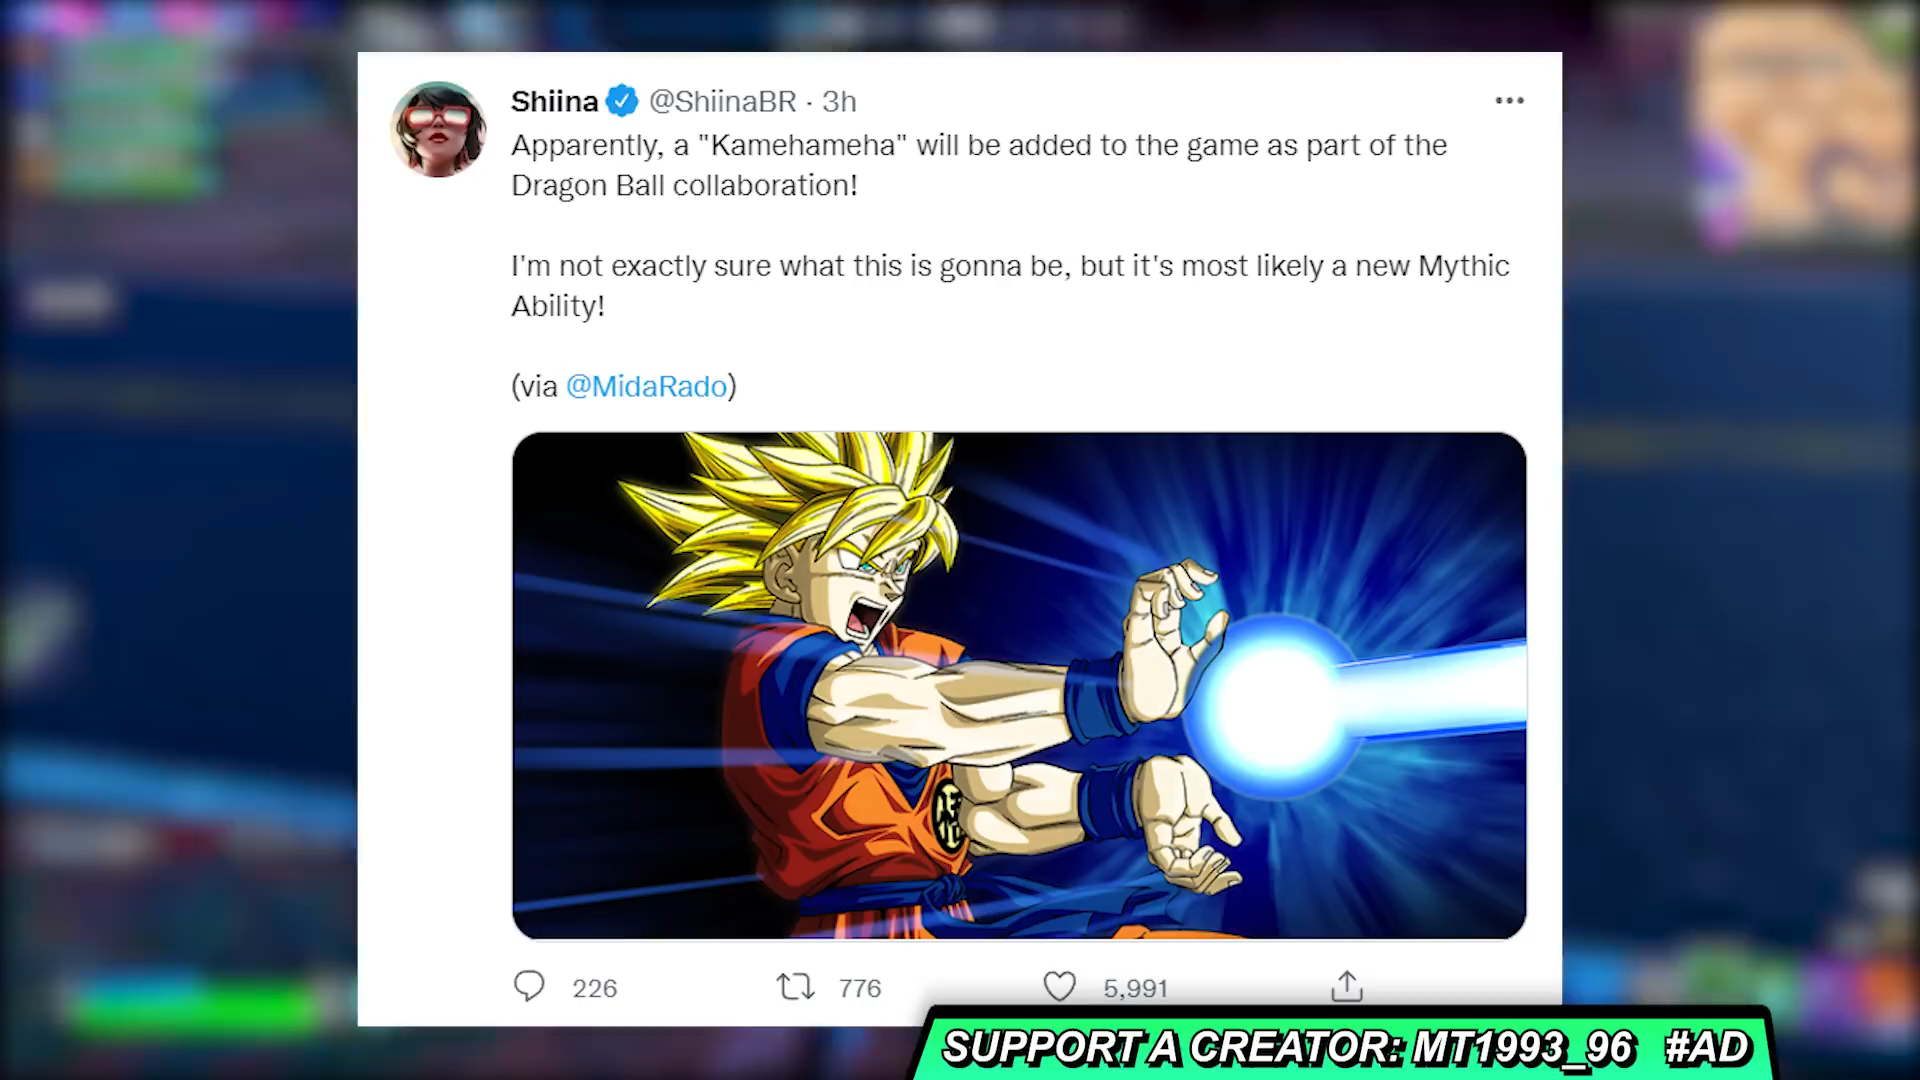 Shiina @ShiinaBR · 3h
Apparently, a "Kamehameha" will be added to the game as part of the
Dragon Ball collaboration!
I'm not exactly sure what this is gonna be, but it's most likely a new Mythic
Ability!
(via @MidaRado)
226 776 5,991
SUPPORT A CREATOR: MT1993_96 #AD